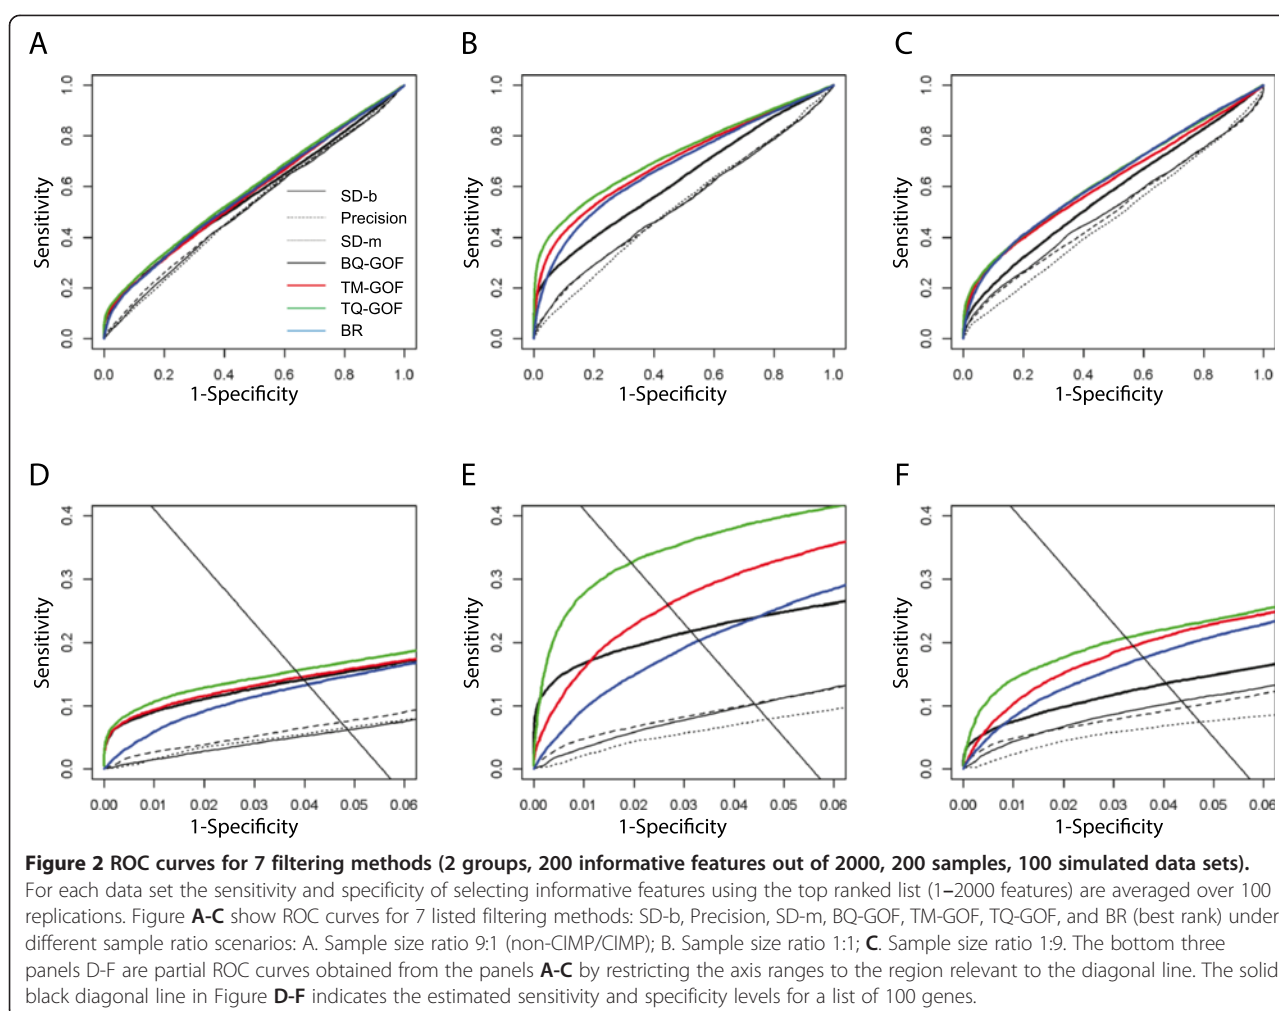 A
B
C
Sensitivity
0.0 0.2 0.4 0.6 0.8 1.0
SD-b
Precision
SD-m
BQ-GOF
TM-GOF
TQ-GOF
BR
0.0 0.2 0.4 0.6 0.8 1.0
1-Specificity
Sensitivity
0.0 0.2 0.4 0.6 0.8 1.0
0.0 0.2 0.4 0.6 0.8 1.0
1-Specificity
Sensitivity
0.0 0.2 0.4 0.6 0.8 1.0
0.0 0.2 0.4 0.6 0.8 1.0
1-Specificity
D
E
F
Sensitivity
0.0 0.1 0.2 0.3 0.4
0.00 0.01 0.02 0.03 0.04 0.05 0.06
1-Specificity
Sensitivity
0.0 0.1 0.2 0.3 0.4
0.00 0.01 0.02 0.03 0.04 0.05 0.06
1-Specificity
Sensitivity
0.0 0.1 0.2 0.3 0.4
0.00 0.01 0.02 0.03 0.04 0.05 0.06
1-Specificity
Figure 2 ROC curves for 7 filtering methods (2 groups, 200 informative features out of 2000, 200 samples, 100 simulated data sets).
For each data set the sensitivity and specificity of selecting informative features using the top ranked list (1–2000 features) are averaged over 100
replications. Figure A-C show ROC curves for 7 listed filtering methods: SD-b, Precision, SD-m, BQ-GOF, TM-GOF, TQ-GOF, and BR (best rank) under
different sample ratio scenarios: A. Sample size ratio 9:1 (non-CIMP/CIMP); B. Sample size ratio 1:1; C. Sample size ratio 1:9. The bottom three
panels D-F are partial ROC curves obtained from the panels A-C by restricting the axis ranges to the region relevant to the diagonal line. The solid
black diagonal line in Figure D-F indicates the estimated sensitivity and specificity levels for a list of 100 genes.